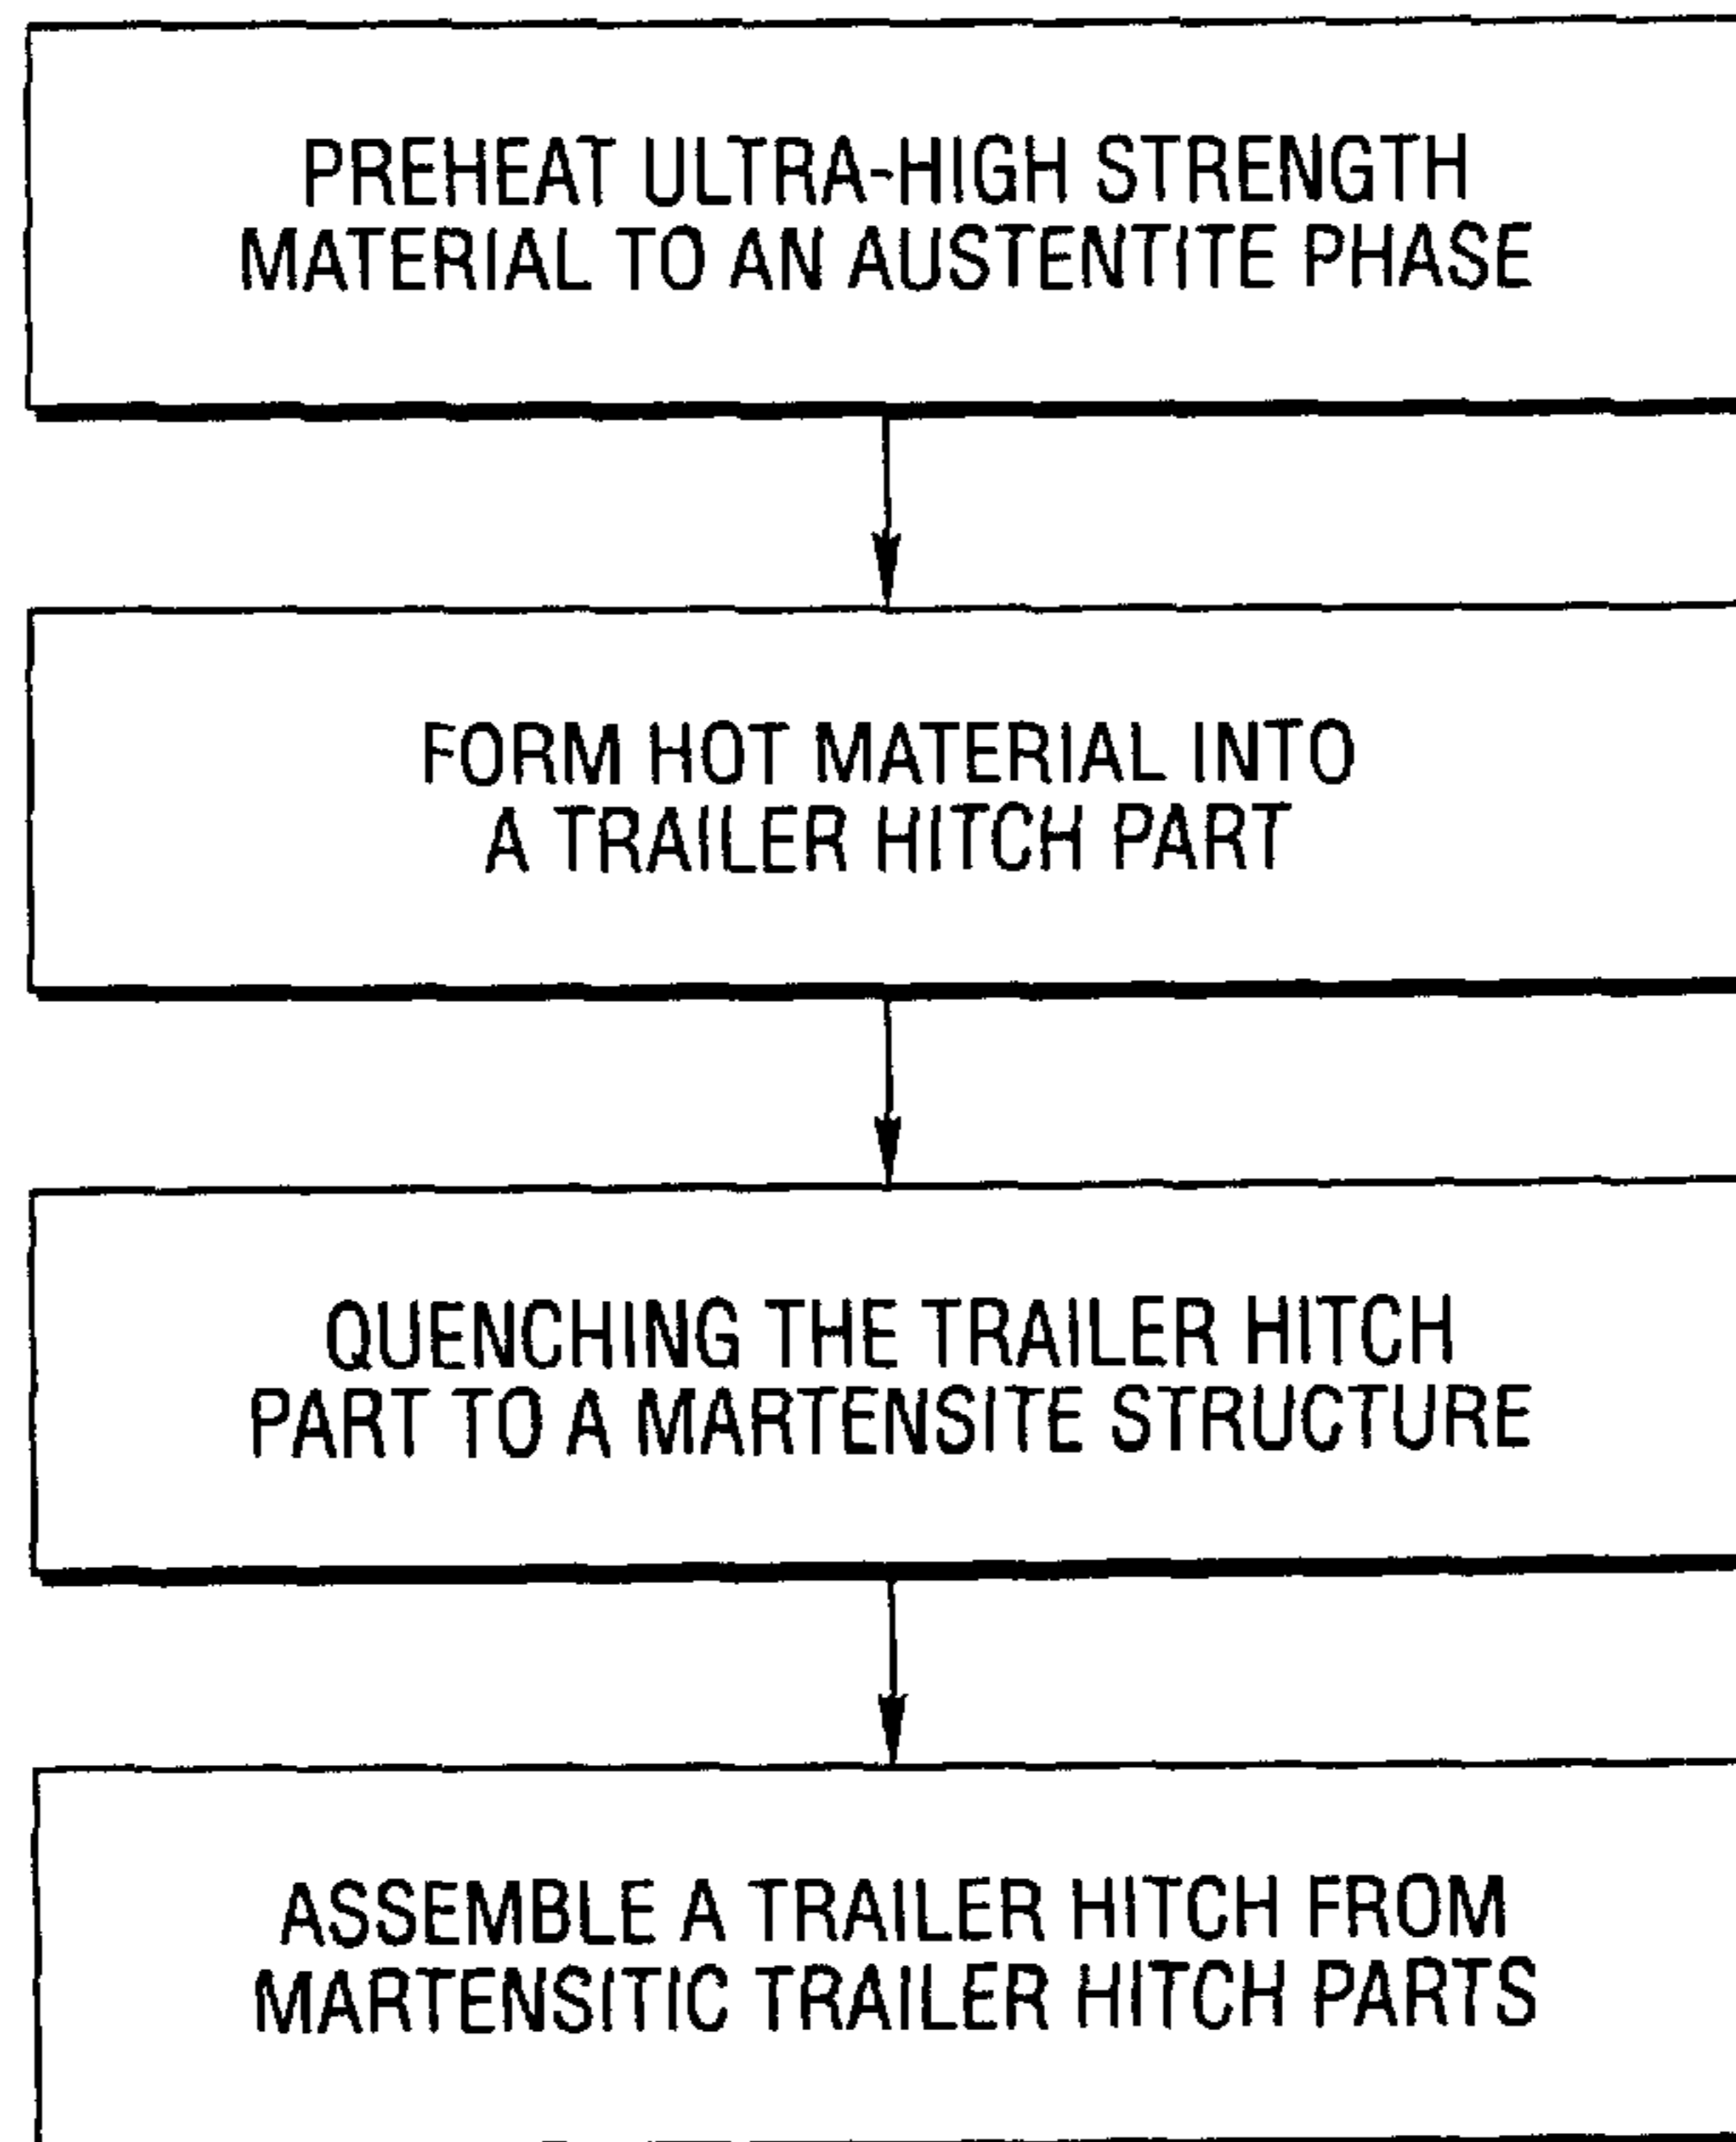 PREHEAT ULTRA-HIGH STRENGTH
MATERIAL TO AN AUSTENTITE PHASE
FORM HOT MATERIAL INTO
A TRAILER HITCH PART
QUENCHING THE TRAILER HITCH
PART TO A MARTENSITE STRUCTURE
ASSEMBLE A TRAILER HITCH FROM
MARTENSITIC TRAILER HITCH PARTS